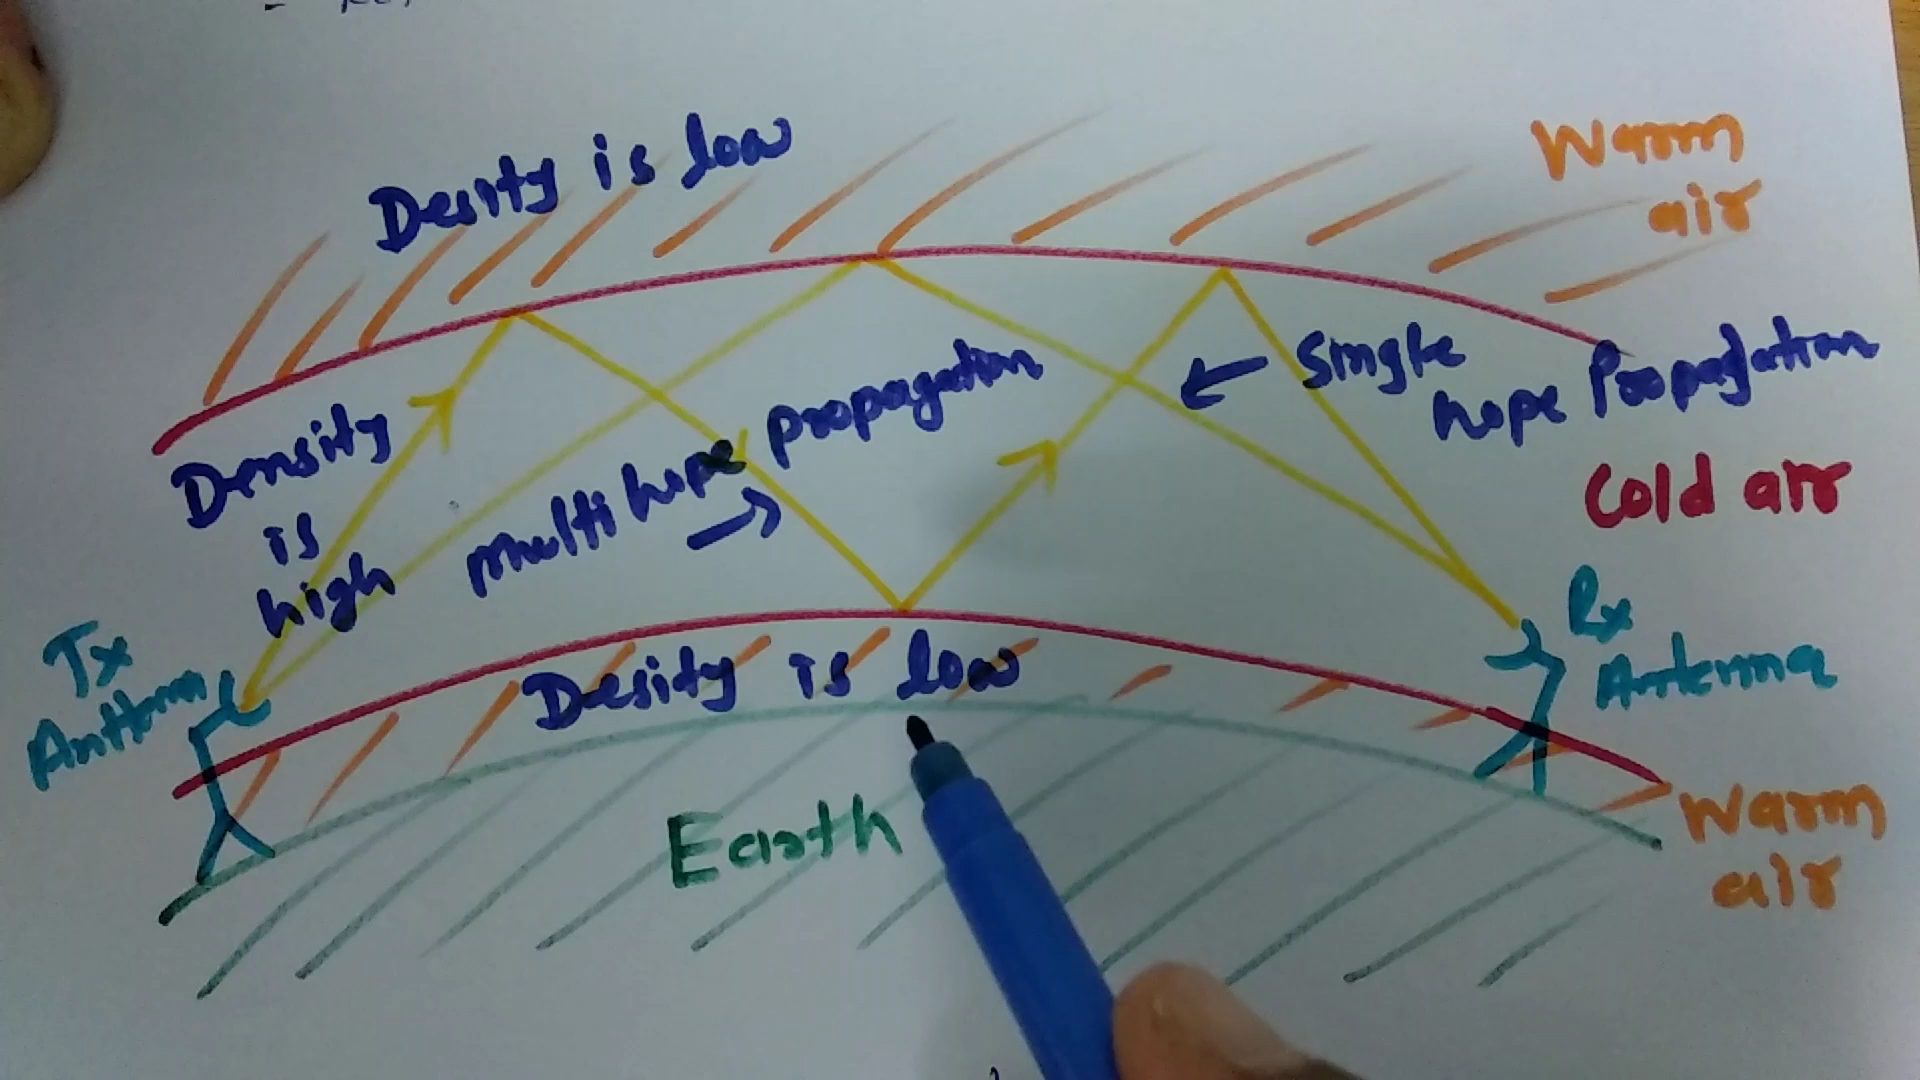 Desity is low
Warm
air
Density
is
high
multi hope propagation
Single
hope Propagation
Cold air
Tx
Anttenna
Rx
Antenna
Desity is low
Earth
Warm
air